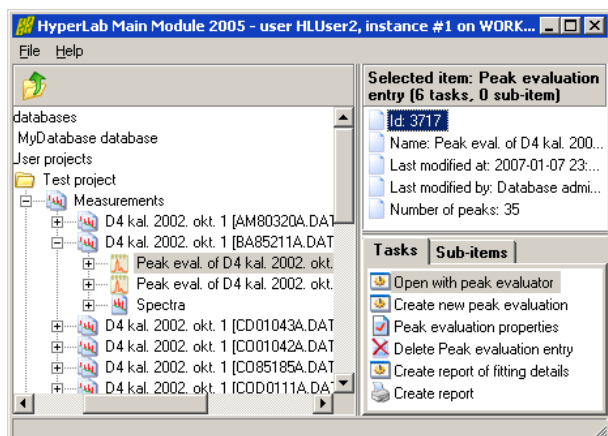 HyperLab Main Module 2005 - user HLUser2, instance #1 on WORK...
File Help
databases
MyDatabase database
User projects
Test project
Measurements
D4 kal. 2002. okt. 1 [AM80320A.DAT
D4 kal. 2002. okt. 1 [BA85211A.DAT
Peak eval. of D4 kal. 2002. okt.
Peak eval. of D4 kal. 2002. okt.
Spectra
D4 kal. 2002. okt. 1 [CD01043A.DAT
D4 kal. 2002. okt. 1 [CO01042A.DAT
D4 kal. 2002. okt. 1 [CO85185A.DAT
D4 kal. 2002. okt. 1 [COD0111A.DAT
Selected item: Peak evaluation
entry (6 tasks, 0 sub-item)
Id: 3717
Name: Peak eval. of D4 kal. 200...
Last modified at: 2007-01-07 23:...
Last modified by: Database admi...
Number of peaks: 35
Tasks Sub-items
Open with peak evaluator
Create new peak evaluation
Peak evaluation properties
Delete Peak evaluation entry
Create report of fitting details
Create report